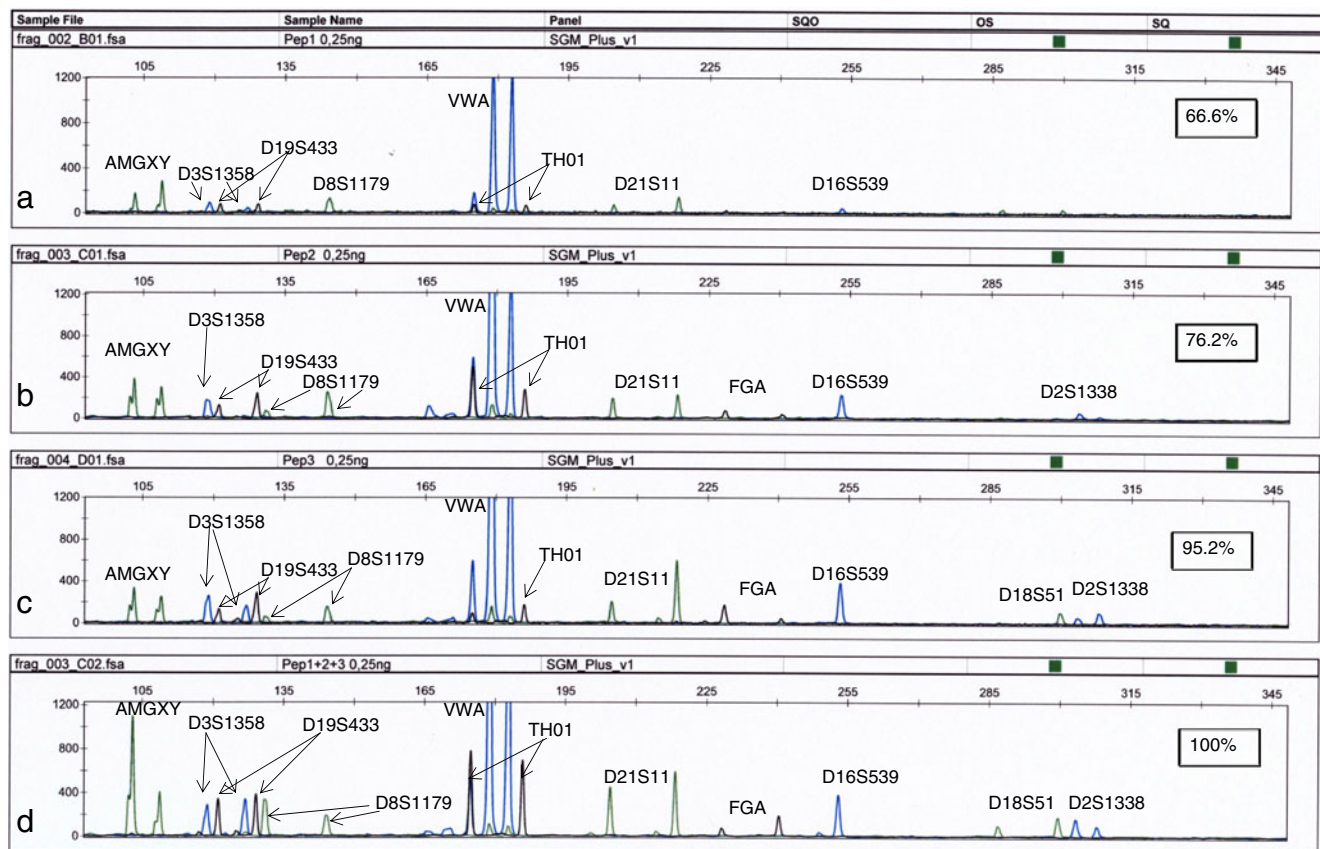 Sample File Sample Name Panel SQO OS SQ
frag_002_B01.fsa Pep1 0,25ng SGM_Plus_v1
105 135 165 195 225 255 285 315 345
1200
800
400
0
VWA
66.6%
AMGXY
D3S1358
D19S433
D8S1179
TH01
D21S11
D16S539
a
frag_003_C01.fsa Pep2 0,25ng SGM_Plus_v1
105 135 165 195 225 255 285 315 345
1200
800
400
0
D3S1358
VWA
76.2%
AMGXY
D19S433
D8S1179
TH01
D21S11
FGA
D16S539
D2S1338
b
frag_004_D01.fsa Pep3 0,25ng SGM_Plus_v1
105 135 165 195 225 255 285 315 345
1200
800
400
0
D3S1358
VWA
95.2%
AMGXY
D19S433
D8S1179
TH01
D21S11
FGA
D16S539
D18S51
D2S1338
c
frag_003_C02.fsa Pep1+2+3 0,25ng SGM_Plus_v1
105 135 165 195 225 255 285 315 345
1200
800
400
0
AMGXY
D3S1358
D19S433
VWA
TH01
100%
D8S1179
D21S11
FGA
D16S539
D18S51
D2S1338
d